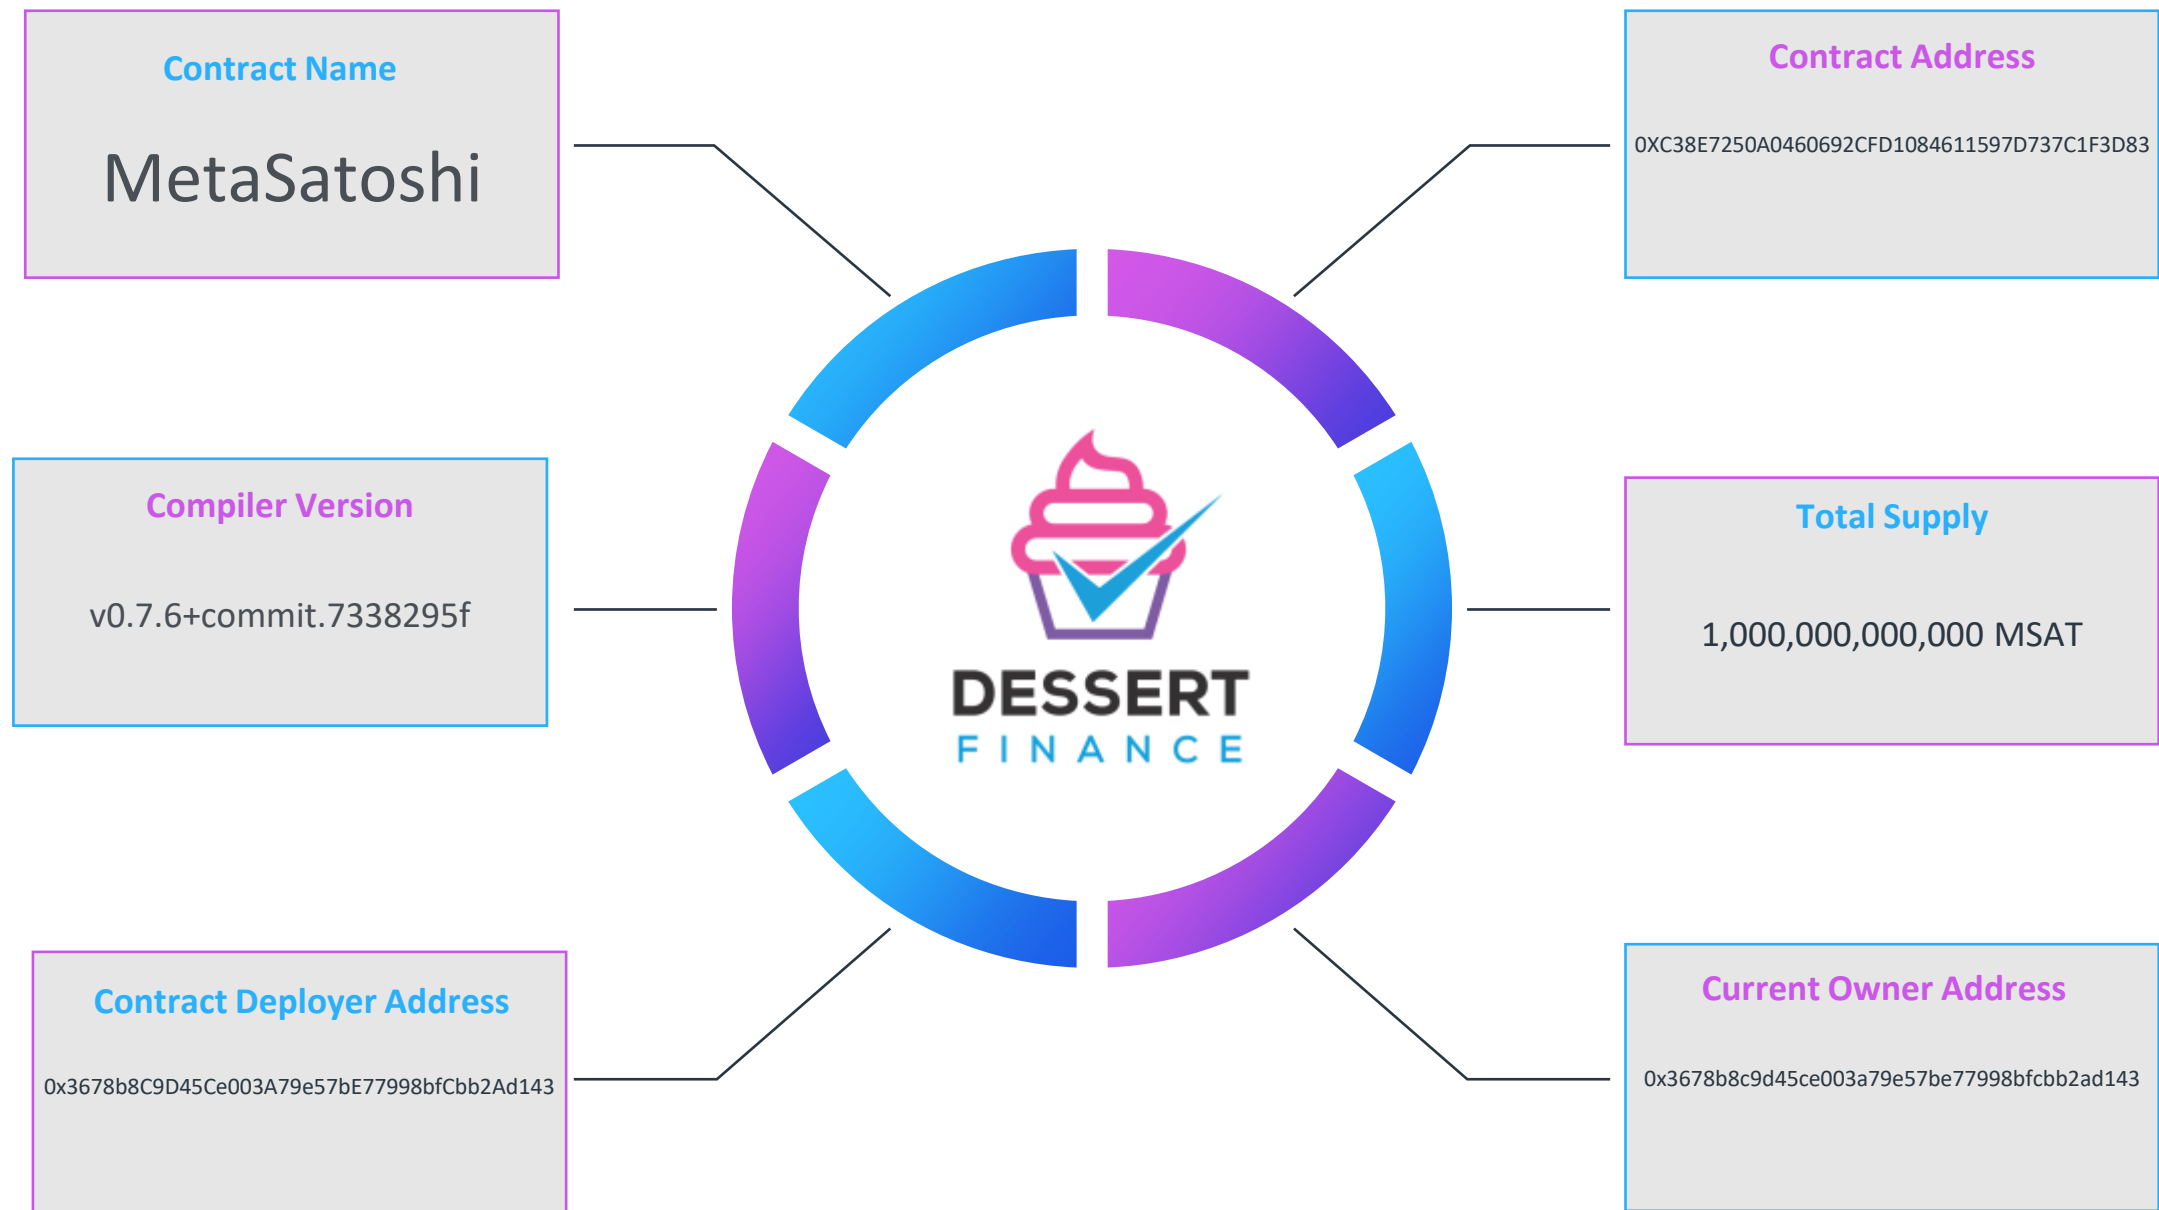 Contract Name
MetaSatoshi
Contract Address
0XC38E7250A0460692CFD1084611597D737C1F3D83
Compiler Version
v0.7.6+commit.7338295f
Total Supply
1,000,000,000,000 MSAT
DESSERT
FINANCE
Contract Deployer Address
0x3678b8C9D45Ce003A79e57bE77998bfCbb2Ad143
Current Owner Address
0x3678b8c9d45ce003a79e57be77998bfcbb2ad143